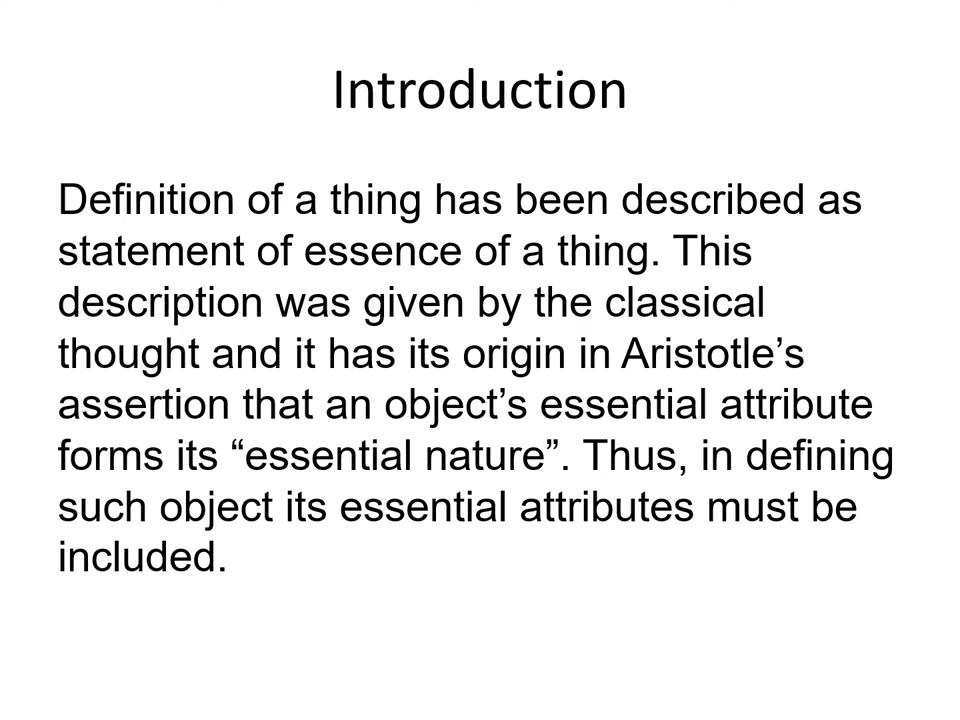 Introduction
Definition of a thing has been described as
statement of essence of a thing. This
description was given by the classical
thought and it has its origin in Aristotle’s
assertion that an object’s essential attribute
forms its “essential nature”. Thus, in defining
such object its essential attributes must be
included.